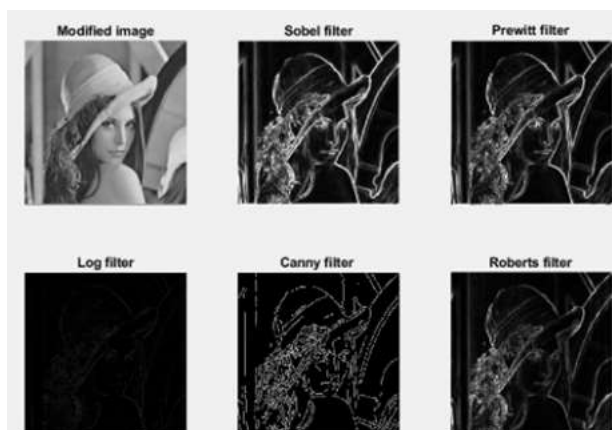 Modified image
Sobel filter
Prewitt filter
Log filter
Canny filter
Roberts filter